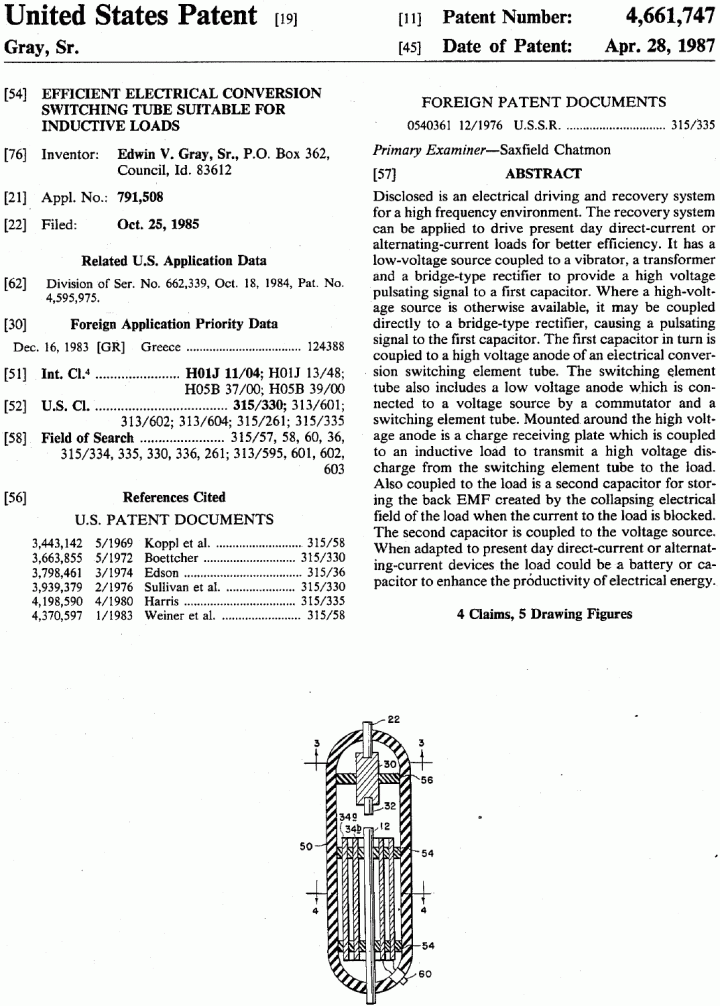 United States Patent [19]
Gray, Sr.
[11] Patent Number: 4,661,747
[45] Date of Patent: Apr. 28, 1987
[54] EFFICIENT ELECTRICAL CONVERSION
SWITCHING TUBE SUITABLE FOR
INDUCTIVE LOADS
[76] Inventor: Edwin V. Gray, Sr., P.O. Box 362,
Council, Id. 83612
[21] Appl. No.: 791,508
[22] Filed: Oct. 25, 1985
Related U.S. Application Data
[62] Division of Ser. No. 662,339, Oct. 18, 1984, Pat. No.
4,595,975.
[30] Foreign Application Priority Data
Dec. 16, 1983 [GR] Greece ................................ 124388
[51] Int. Cl.⁴ ........................ H01J 11/04; H01J 13/48;
H05B 37/00; H05B 39/00
[52] U.S. Cl. .................................... 315/330; 313/601;
313/602; 313/604; 315/261; 315/335
[58] Field of Search ...................... 315/57, 58, 60, 36,
315/334, 335, 330, 336, 261; 313/595, 601, 602,
603
[56] References Cited
U.S. PATENT DOCUMENTS
3,443,142 5/1969 Koppl et al. ........................ 315/58
3,663,855 5/1972 Boettcher .......................... 315/330
3,798,461 3/1974 Edson ................................. 315/36
3,939,379 2/1976 Sullivan et al. .................... 315/330
4,198,590 4/1980 Harris ................................ 315/335
4,370,597 1/1983 Weiner et al. ...................... 315/58
FOREIGN PATENT DOCUMENTS
0540361 12/1976 U.S.S.R. ............................ 315/335
Primary Examiner—Saxfield Chatmon
[57] ABSTRACT
Disclosed is an electrical driving and recovery system
for a high frequency environment. The recovery system
can be applied to drive present day direct-current or
alternating-current loads for better efficiency. It has a
low-voltage source coupled to a vibrator, a transformer
and a bridge-type rectifier to provide a high voltage
pulsating signal to a first capacitor. Where a high-volt-
age source is otherwise available, it may be coupled
directly to a bridge-type rectifier, causing a pulsating
signal to the first capacitor. The first capacitor in turn is
coupled to a high voltage anode of an electrical conver-
sion switching element tube. The switching element
tube also includes a low voltage anode which is con-
nected to a voltage source by a commutator and a
switching element tube. Mounted around the high volt-
age anode is a charge receiving plate which is coupled
to an inductive load to transmit a high voltage dis-
charge from the switching element tube to the load.
Also coupled to the load is a second capacitor for stor-
ing the back EMF created by the collapsing electrical
field of the load when the current to the load is blocked.
The second capacitor is coupled to the voltage source.
When adapted to present day direct-current or alternat-
ing-current devices the load could be a battery or ca-
pacitor to enhance the productivity of electrical energy.
4 Claims, 5 Drawing Figures
22
3
3
30
56
32
34a
34b
12
50
54
4
4
54
60